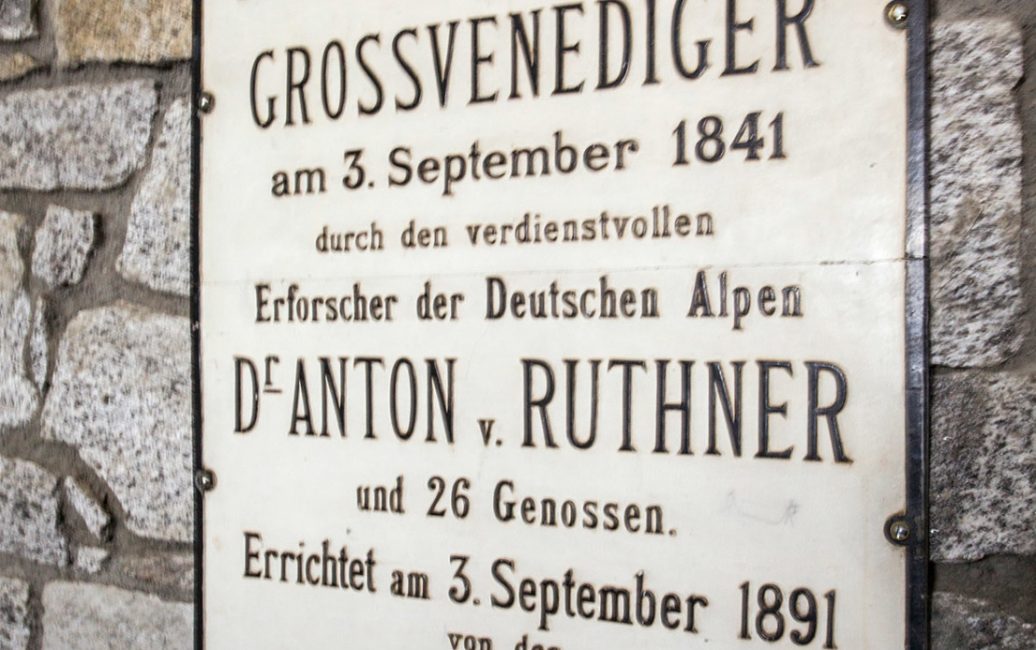 GROSSVENEDIGER
am 3. September 1841
durch den verdienstvollen
Erforscher der Deutschen Alpen
Dr ANTON v. RUTHNER
und 26 Genossen.
Errichtet am 3. September 1891
von